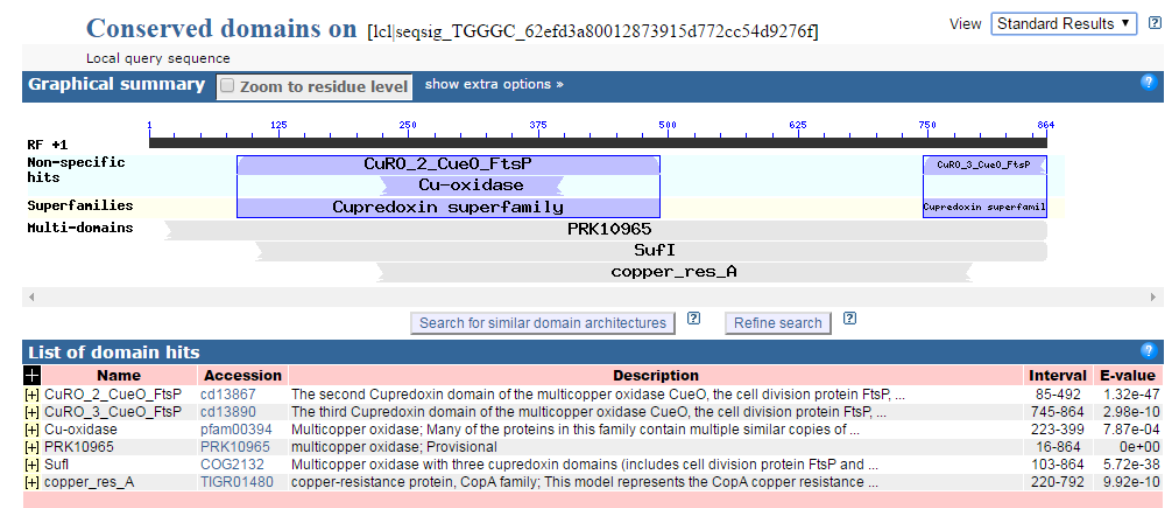 Conserved domains on [lcl|seqsig_TGGGC_62efd3a80012873915d772cc54d9276f]
View Standard Results ▼ ?
Local query sequence
Graphical summary Zoom to residue level show extra options » ?
1 125 250 375 500 625 750 864
RF +1
Non-specific hits
CuRO_2_CueO_FtsP CuRO_3_CueO_FtsP
Cu-oxidase
Superfamilies Cupredoxin superfamily Cupredoxin superfamil
Multi-domains PRK10965
SufI
copper_res_A
Search for similar domain architectures ? Refine search ?
List of domain hits ?
+ Name Accession Description Interval E-value
[+] CuRO_2_CueO_FtsP cd13867 The second Cupredoxin domain of the multicopper oxidase CueO, the cell division protein FtsP, ... 85-492 1.32e-47
[+] CuRO_3_CueO_FtsP cd13890 The third Cupredoxin domain of the multicopper oxidase CueO, the cell division protein FtsP, ... 745-864 2.98e-10
[+] Cu-oxidase pfam00394 Multicopper oxidase; Many of the proteins in this family contain multiple similar copies of ... 223-399 7.87e-04
[+] PRK10965 PRK10965 multicopper oxidase; Provisional 16-864 0e+00
[+] SufI COG2132 Multicopper oxidase with three cupredoxin domains (includes cell division protein FtsP and ... 103-864 5.72e-38
[+] copper_res_A TIGR01480 copper-resistance protein, CopA family; This model represents the CopA copper resistance ... 220-792 9.92e-10